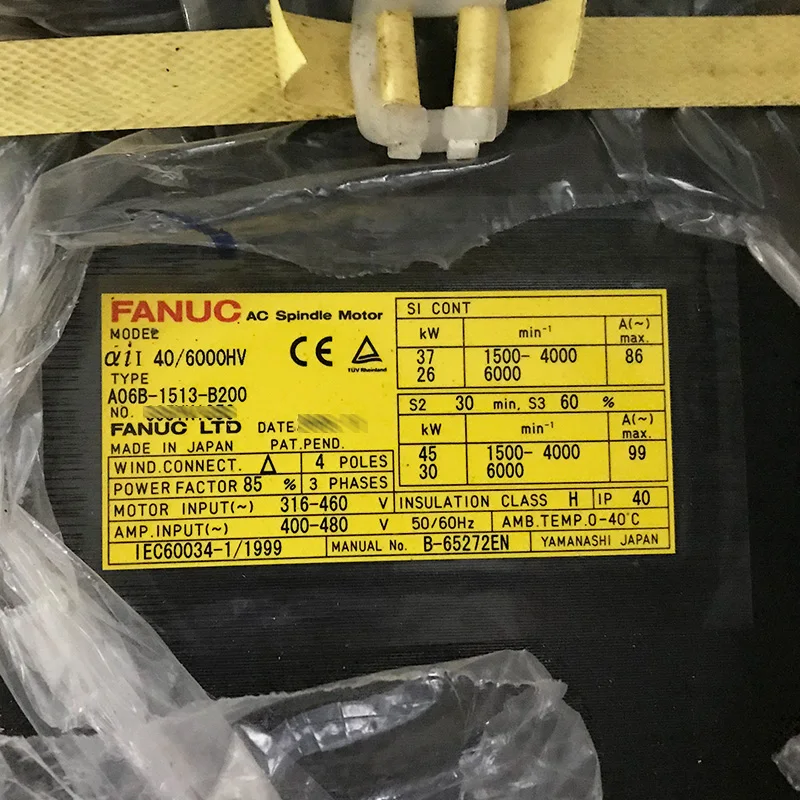 FANUC AC Spindle Motor
MODEL
αiI 40/6000HV
CE
TÜV Rheinland
TYPE
A06B-1513-B200
NO.
FANUC LTD DATE
MADE IN JAPAN PAT.PEND.
SI CONT
kW min⁻¹ A(~) max.
37 1500- 4000 86
26 6000
S2 30 min, S3 60 %
kW min⁻¹ A(~) max.
45 1500- 4000 99
30 6000
WIND.CONNECT. △ 4 POLES
POWER FACTOR 85 % 3 PHASES
MOTOR INPUT(~) 316-460 V INSULATION CLASS H IP 40
AMP.INPUT(~) 400-480 V 50/60Hz AMB.TEMP.0-40°C
IEC60034-1/1999 MANUAL No. B-65272EN YAMANASHI JAPAN